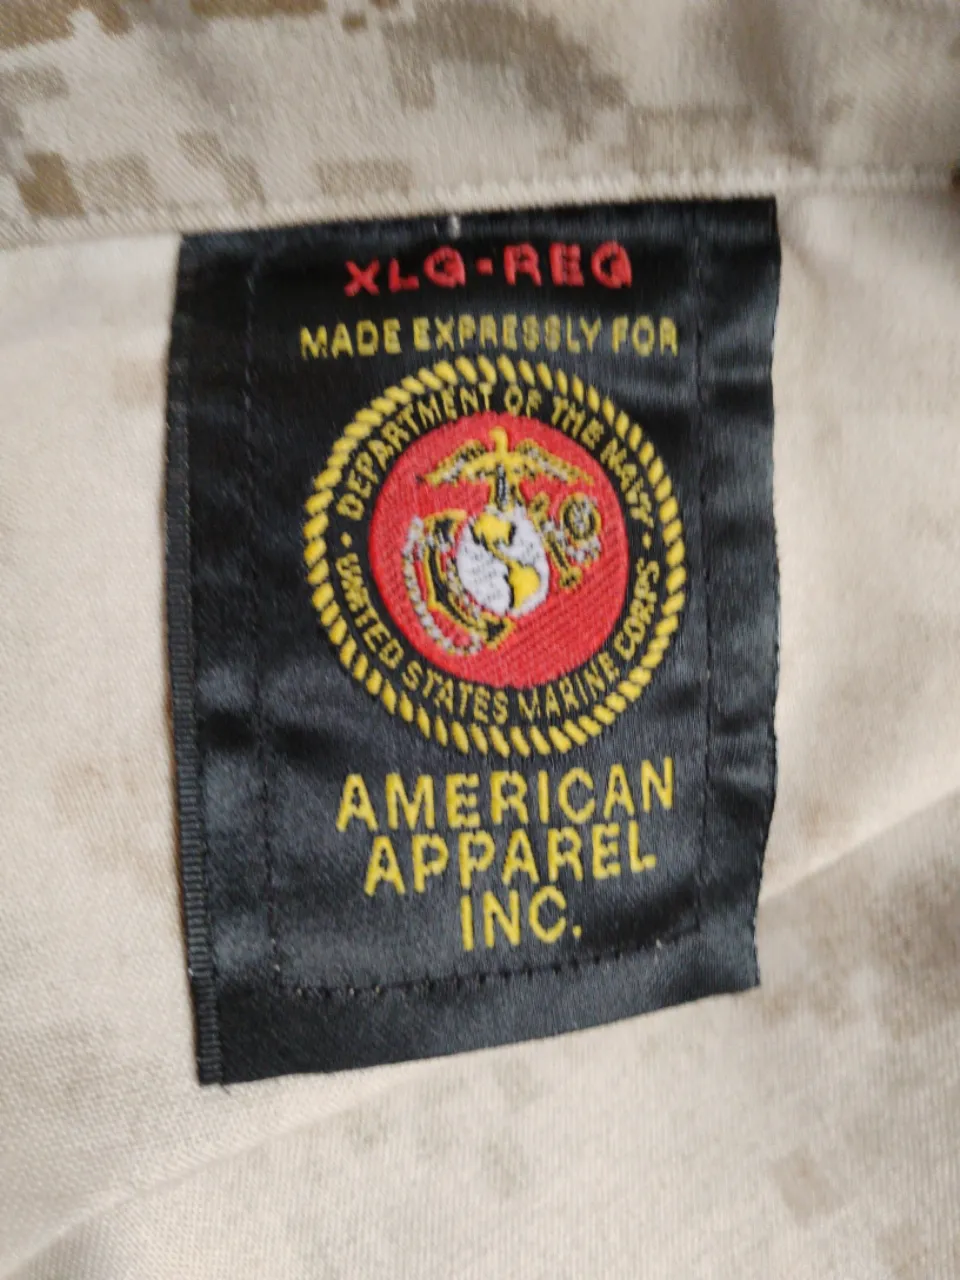 XLG-REG
MADE EXPRESSLY FOR
DEPARTMENT OF THE NAVY
UNITED STATES MARINE CORPS
AMERICAN
APPAREL
INC.